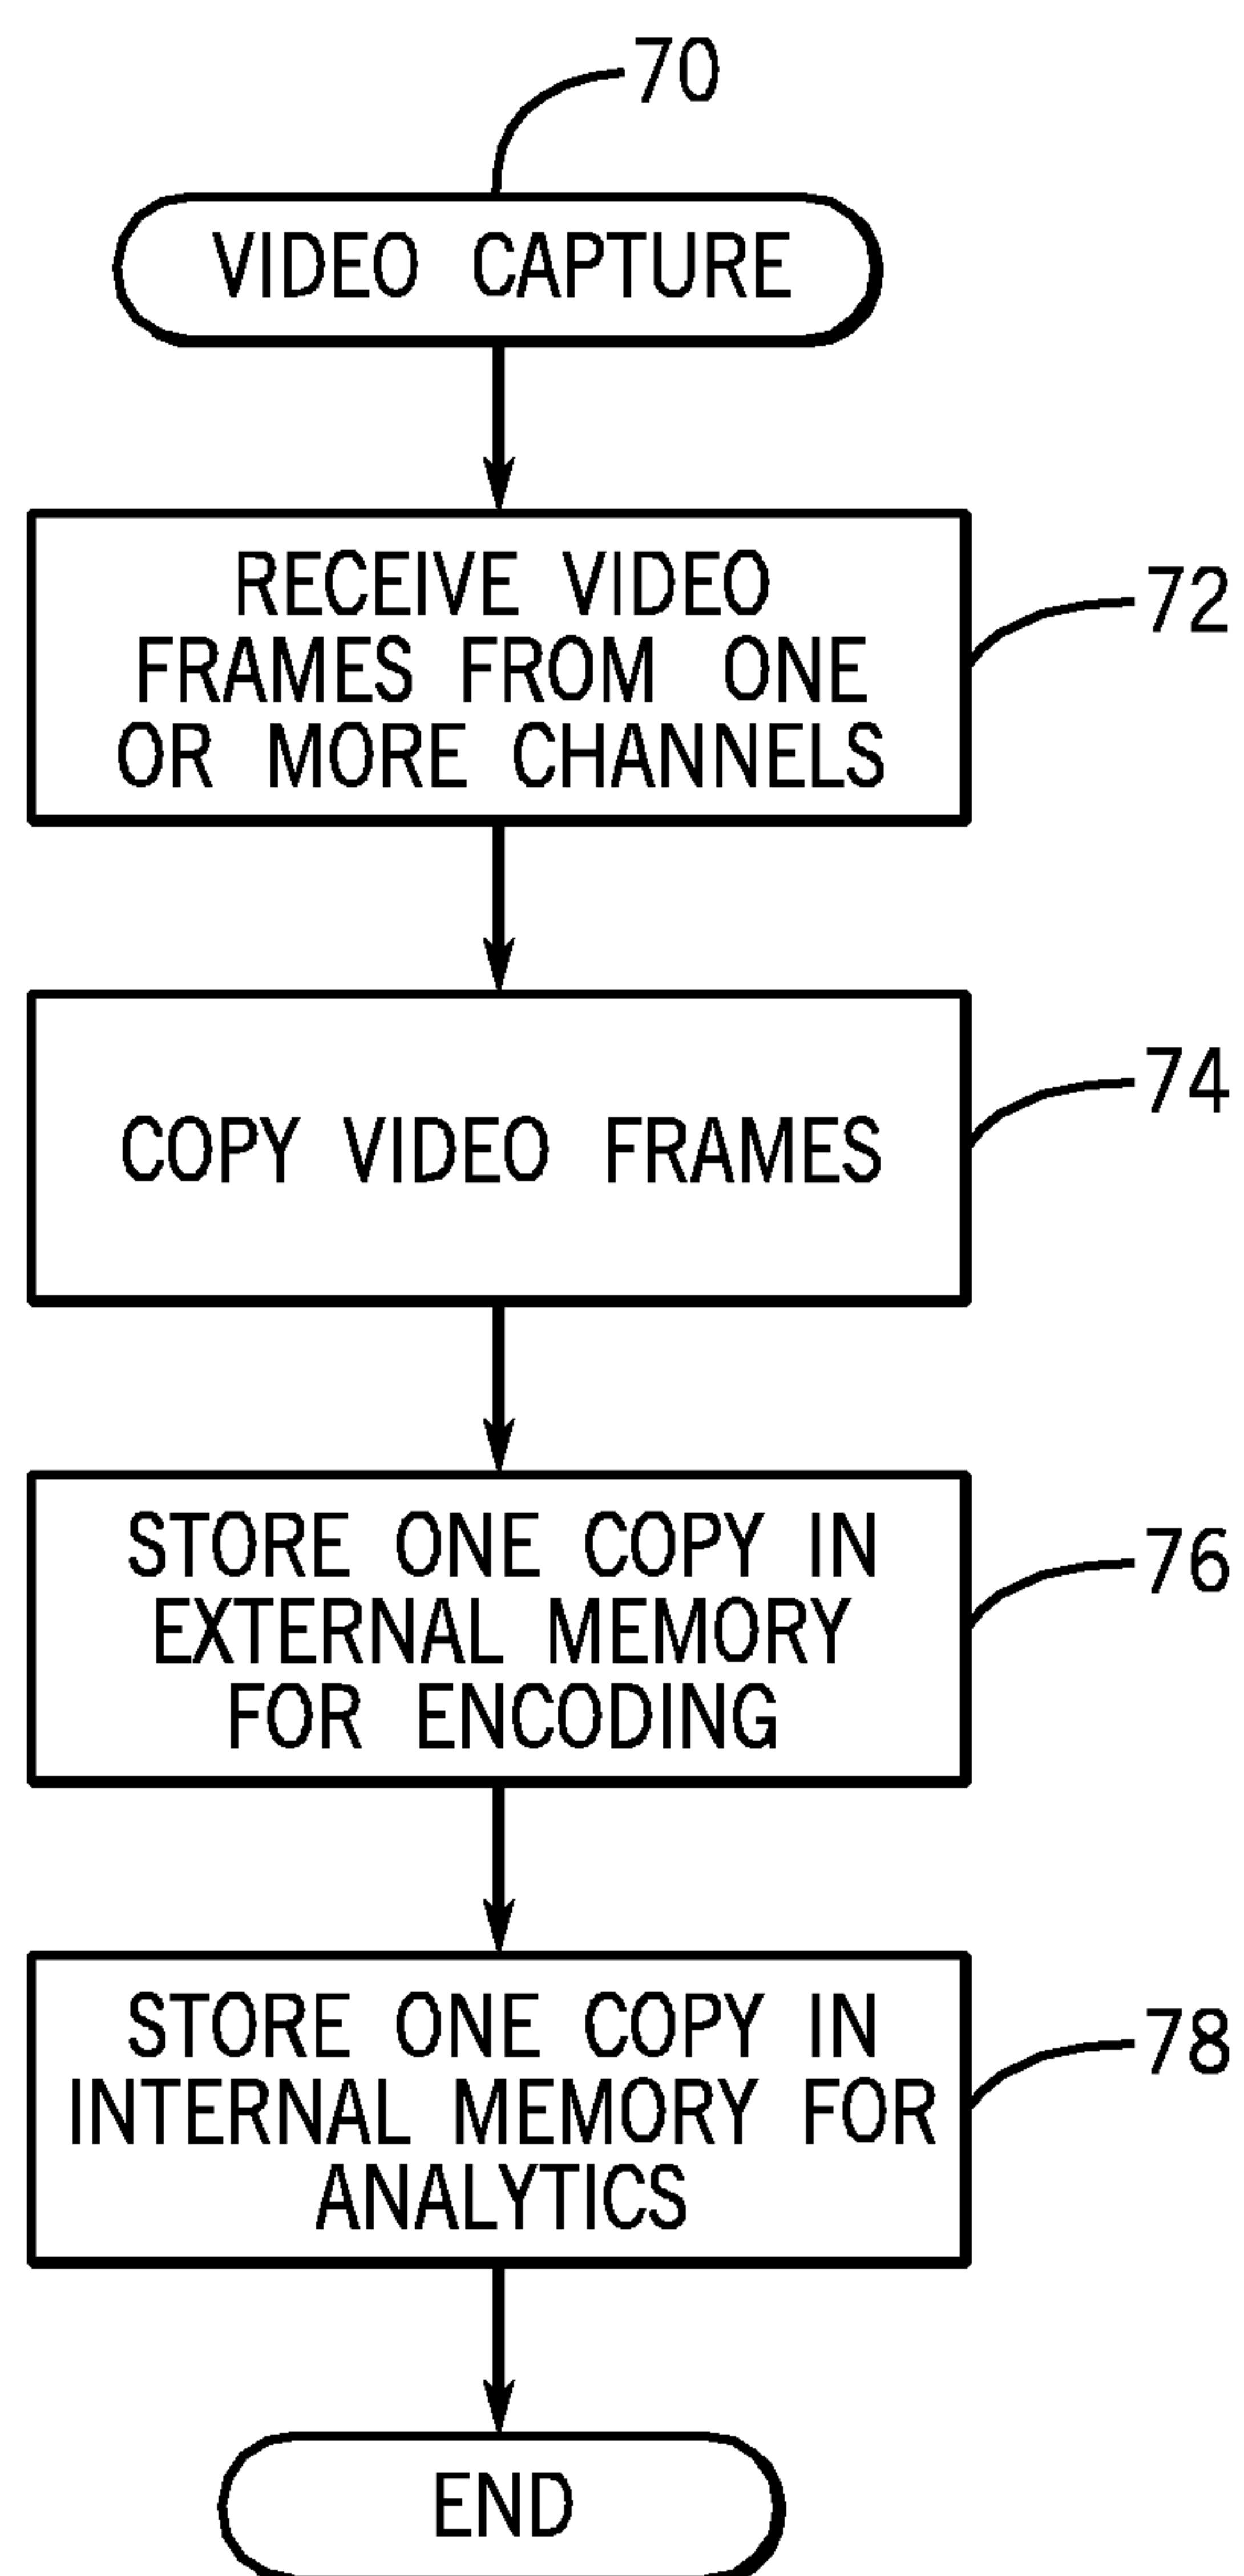 70
VIDEO CAPTURE
RECEIVE VIDEO
FRAMES FROM ONE
OR MORE CHANNELS
72
COPY VIDEO FRAMES
74
STORE ONE COPY IN
EXTERNAL MEMORY
FOR ENCODING
76
STORE ONE COPY IN
INTERNAL MEMORY FOR
ANALYTICS
78
END